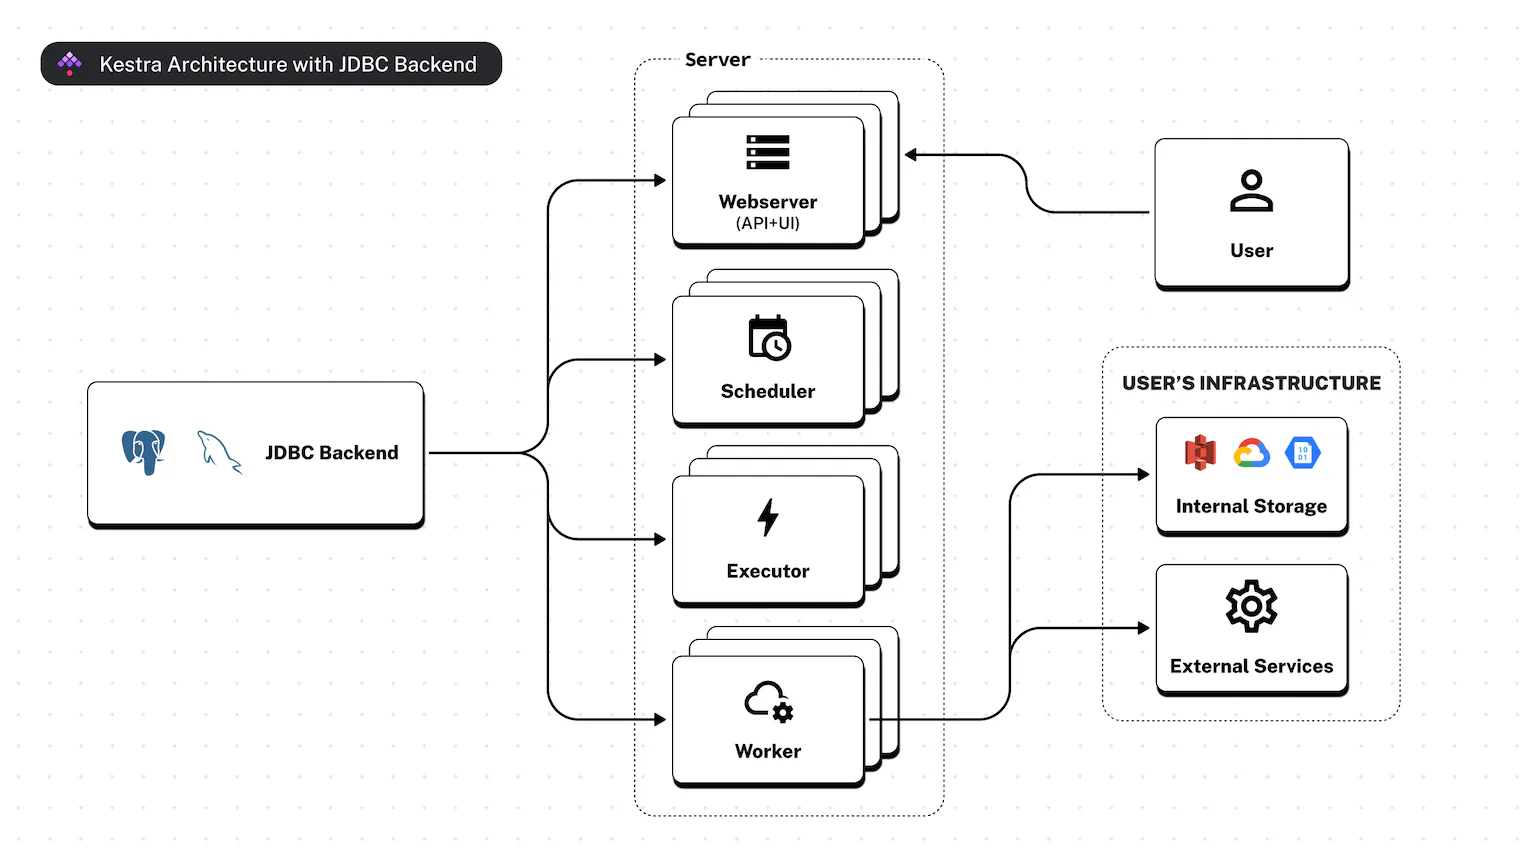 Kestra Architecture with JDBC Backend
Server
Webserver
(API+UI)
User
Scheduler
USER’S INFRASTRUCTURE
JDBC Backend
10
01
Internal Storage
Executor
External Services
Worker